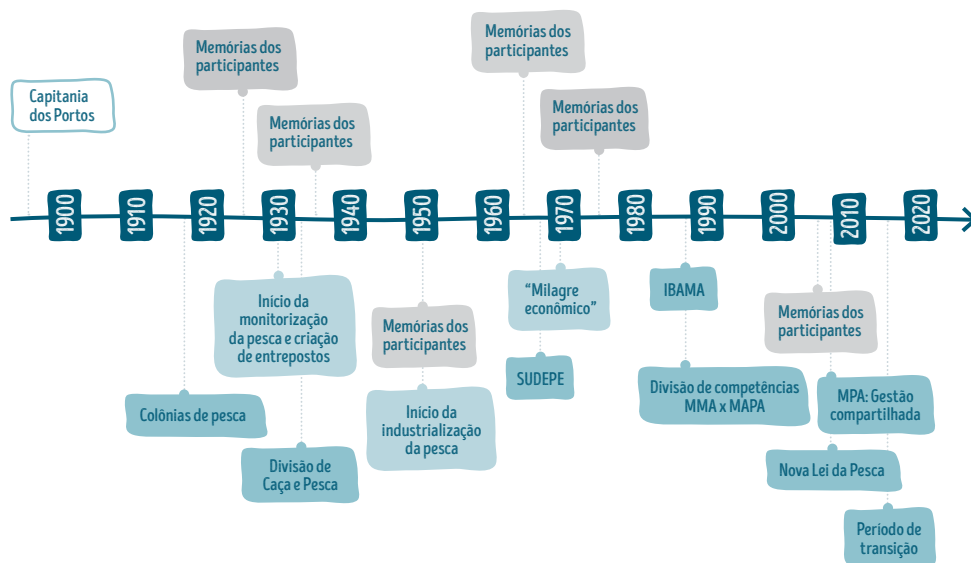 Memórias dos
participantes
Memórias dos
participantes
Capitania
dos Portos
Memórias dos
participantes
Memórias dos
participantes
1900
1910
1920
1930
1940
1950
1960
1970
1980
1990
2000
2010
2020
Início da
monitorização
da pesca e criação
de entrepostos
"Milagre
econômico"
IBAMA
Memórias dos
participantes
Memórias dos
participantes
SUDEPE
Colônias de pesca
Início da
industrialização
da pesca
Divisão de competências
MMA x MAPA
MPA: Gestão
compartilhada
Divisão de
Caça e Pesca
Nova Lei da Pesca
Período de
transição